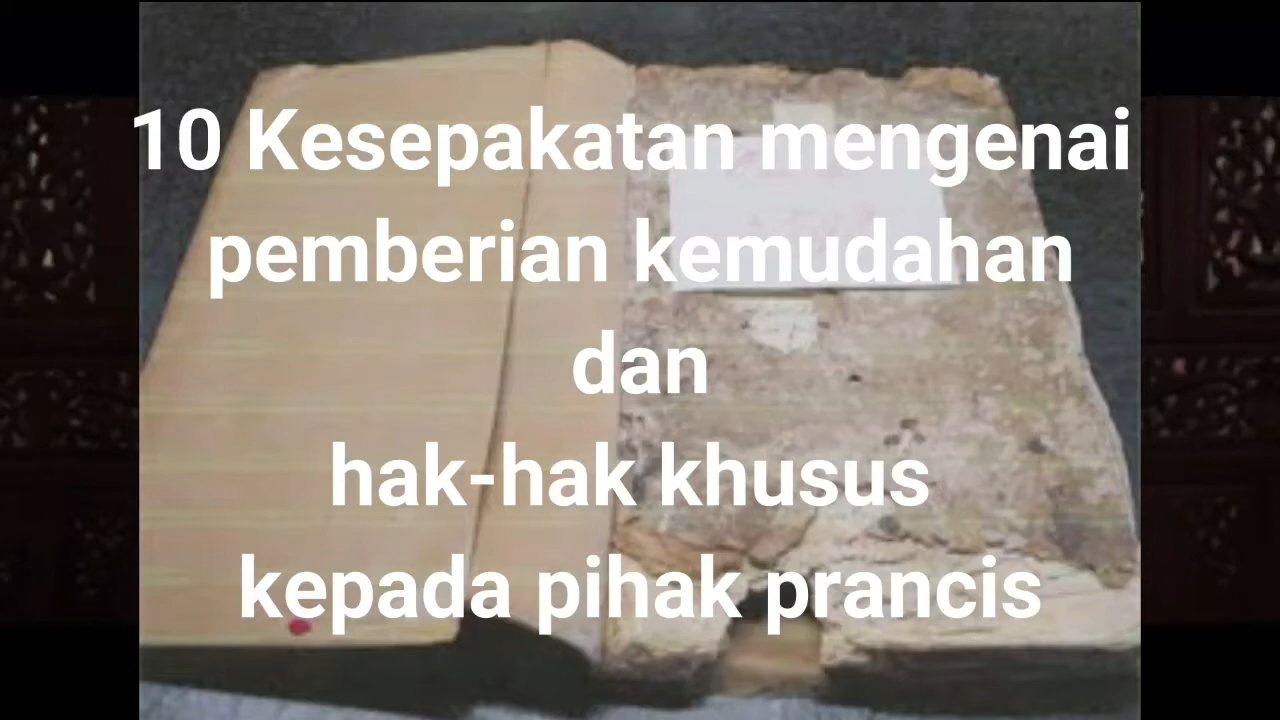 10 Kesepakatan mengenai
pemberian kemudahan
dan
hak-hak khusus
kepada pihak prancis